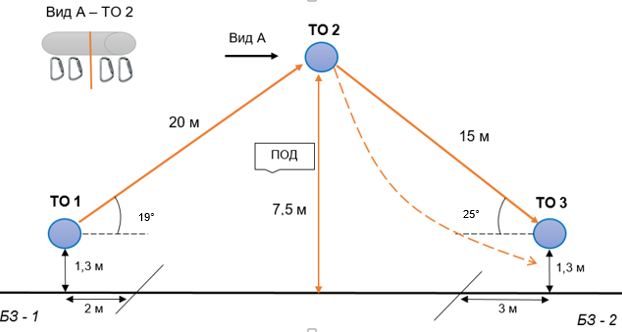 Вид А – ТО 2
ТО 2
Вид А
20 м
15 м
ПОД
ТО 1
ТО 3
19°
7,5 м
25°
1,3 м
1,3 м
2 м
3 м
БЗ - 1
БЗ - 2